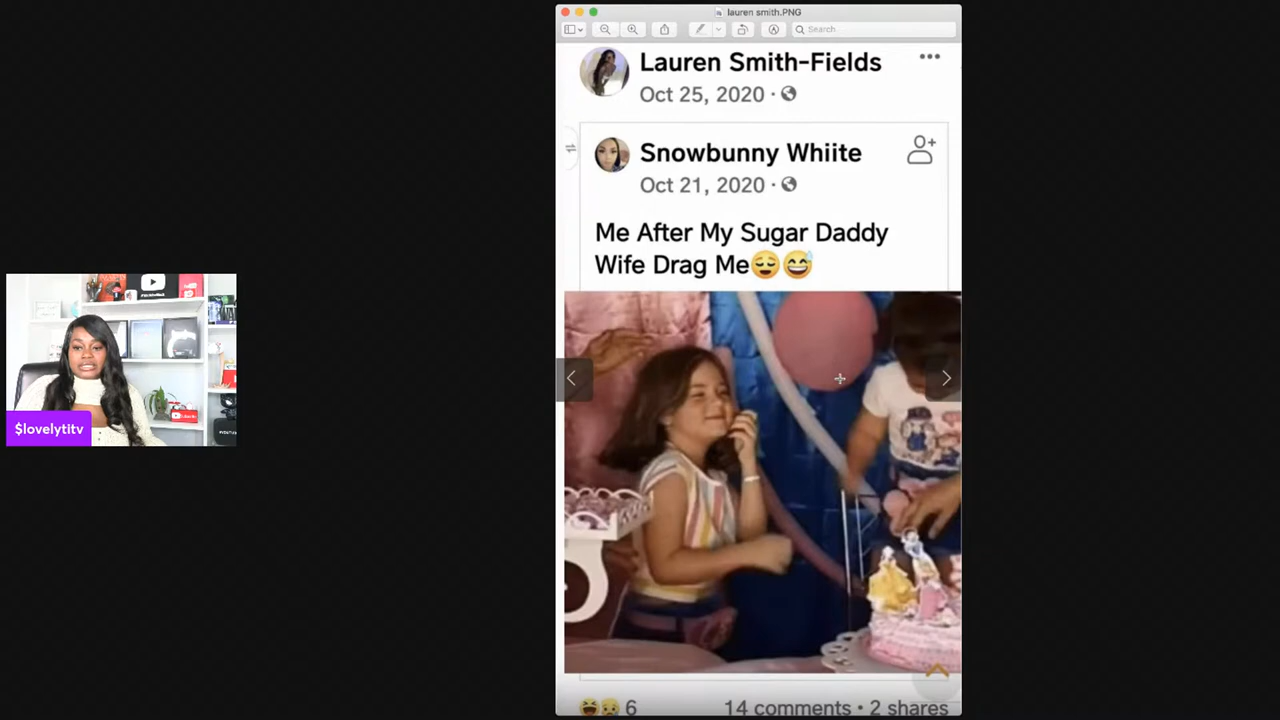 lauren smith.PNG
Search
Lauren Smith-Fields
Oct 25, 2020 ·
Snowbunny Whiite
Oct 21, 2020 ·
Me After My Sugar Daddy
Wife Drag Me😌😅
6
14 comments • 2 shares
$lovelytitv